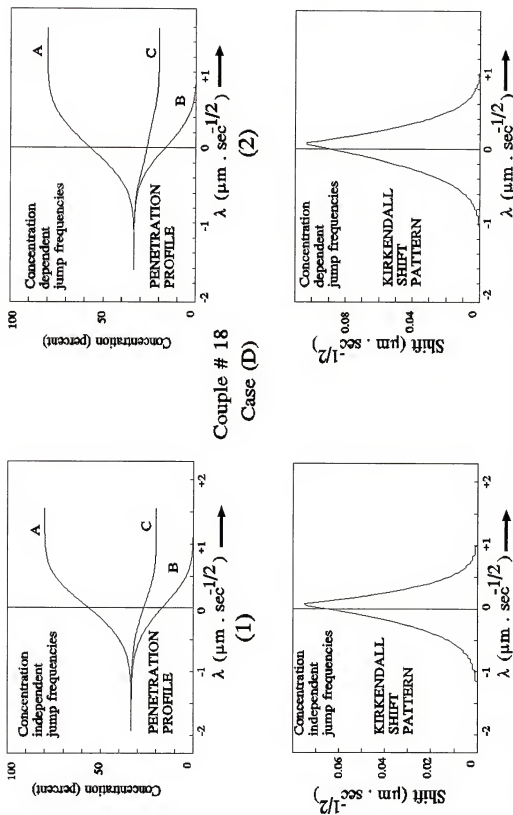 100
50
0
Concentration (percent)
Concentration
independent
jump frequencies
PENETRATION
PROFILE
A
C
B
-2
-1
0
+1
+2
λ (µm . sec^-1/2)
(1)
Couple # 18
Case (D)
100
50
0
Concentration (percent)
Concentration
dependent
jump frequencies
PENETRATION
PROFILE
A
C
B
-2
-1
0
+1
λ (µm . sec^-1/2)
(2)
0.06
0.04
0.02
0
Shift (µm . sec^-1/2)
Concentration
independent
jump frequencies
KIRKENDALL
SHIFT
PATTERN
-2
-1
0
+1
+2
λ (µm . sec^-1/2)
0.08
0.04
0
Shift (µm . sec^-1/2)
Concentration
dependent
jump frequencies
KIRKENDALL
SHIFT
PATTERN
-2
-1
0
+1
λ (µm . sec^-1/2)